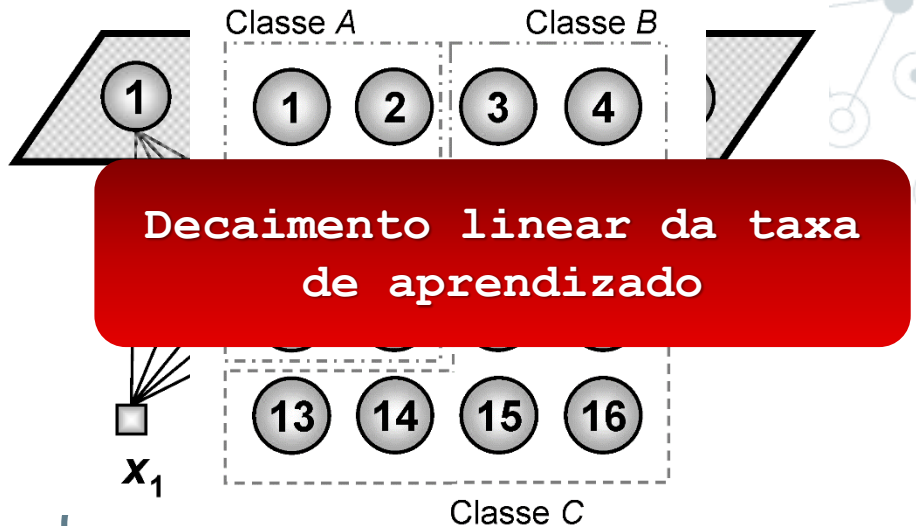 Classe A Classe B
1 1 2 3 4
Decaimento linear da taxa
de aprendizado
13 14 15 16
x1
Classe C